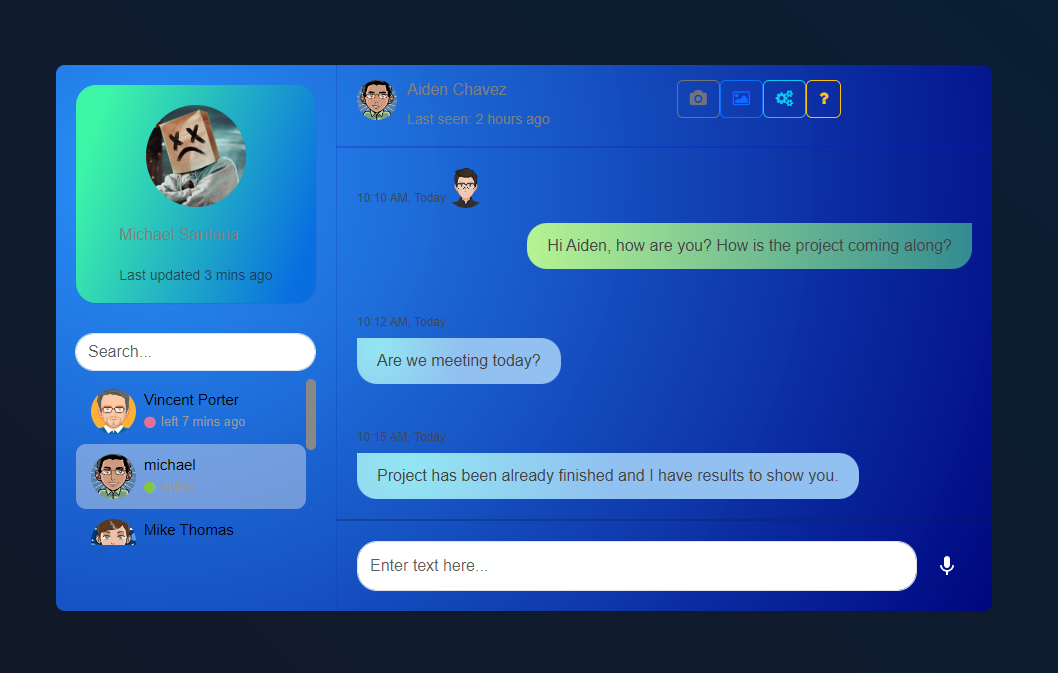 Michael Santana
Last updated 3 mins ago
Search...
Vincent Porter
left 7 mins ago
michael
online
Mike Thomas
Aiden Chavez
Last seen: 2 hours ago
?
10:10 AM, Today
Hi Aiden, how are you? How is the project coming along?
10:12 AM, Today
Are we meeting today?
10:15 AM, Today
Project has been already finished and I have results to show you.
Enter text here...